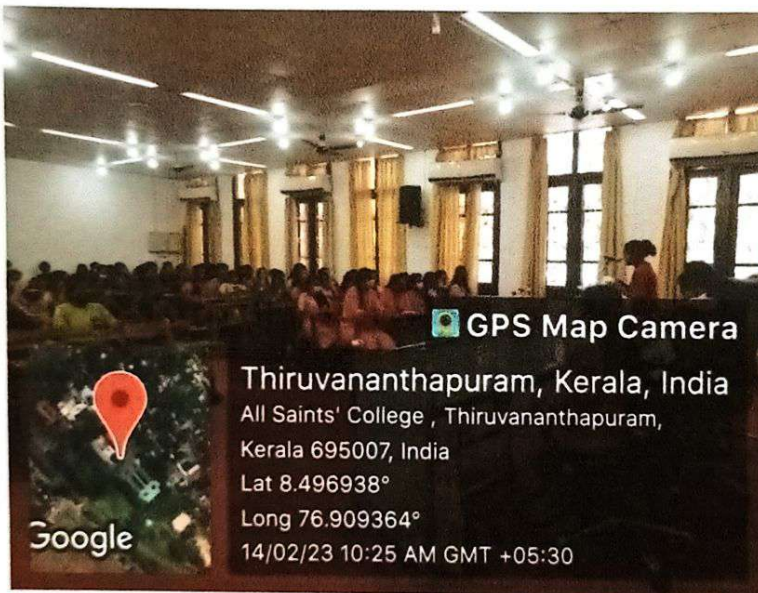 GPS Map Camera
Thiruvananthapuram, Kerala, India
All Saints' College , Thiruvananthapuram,
Kerala 695007, India
Lat 8.496938°
Long 76.909364°
14/02/23 10:25 AM GMT +05:30
Google